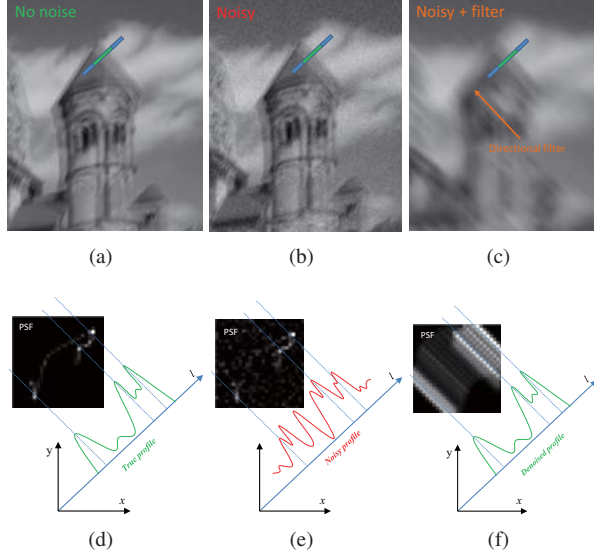 No noise
Noisy
Noisy + filter
Directional filter
(a)
(b)
(c)
PSF
PSF
PSF
l
l
l
y
y
True profile
Noisy profile
Denoised profile
x
x
x
(d)
(e)
(f)